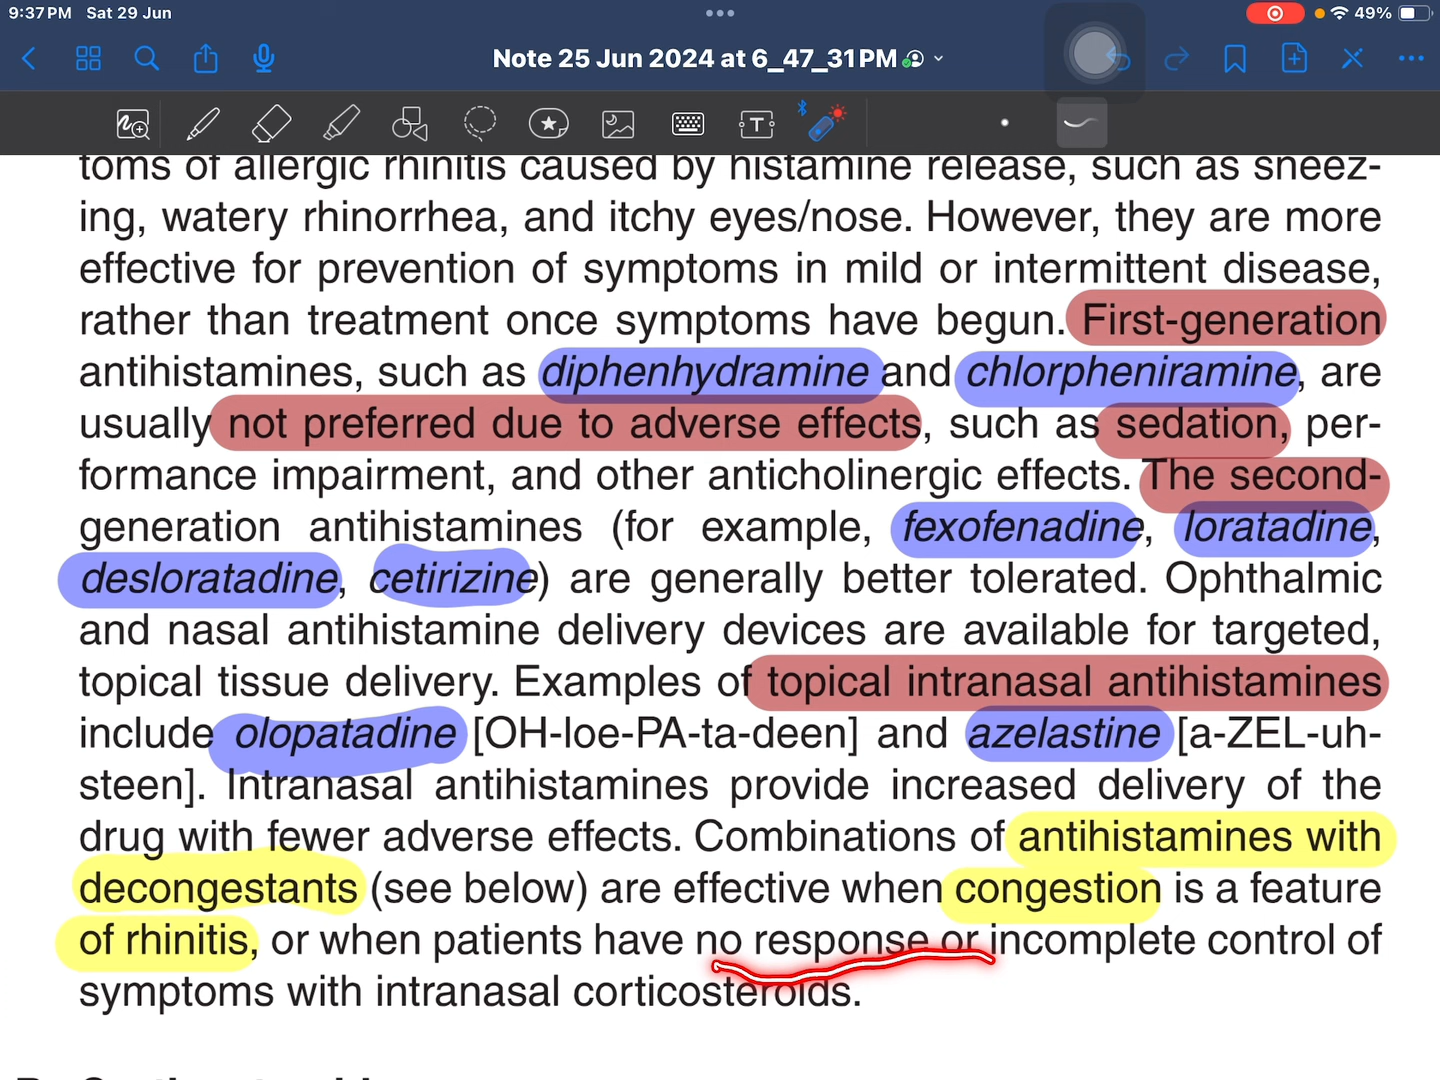 9:37 PM Sat 29 Jun
49%
Note 25 Jun 2024 at 6_47_31 PM
T
toms of allergic rhinitis caused by histamine release, such as sneez-
ing, watery rhinorrhea, and itchy eyes/nose. However, they are more
effective for prevention of symptoms in mild or intermittent disease,
rather than treatment once symptoms have begun. First-generation
antihistamines, such as diphenhydramine and chlorpheniramine, are
usually not preferred due to adverse effects, such as sedation, per-
formance impairment, and other anticholinergic effects. The second-
generation antihistamines (for example, fexofenadine, loratadine,
desloratadine, cetirizine) are generally better tolerated. Ophthalmic
and nasal antihistamine delivery devices are available for targeted,
topical tissue delivery. Examples of topical intranasal antihistamines
include olopatadine [OH-loe-PA-ta-deen] and azelastine [a-ZEL-uh-
steen]. Intranasal antihistamines provide increased delivery of the
drug with fewer adverse effects. Combinations of antihistamines with
decongestants (see below) are effective when congestion is a feature
of rhinitis, or when patients have no response or incomplete control of
symptoms with intranasal corticosteroids.